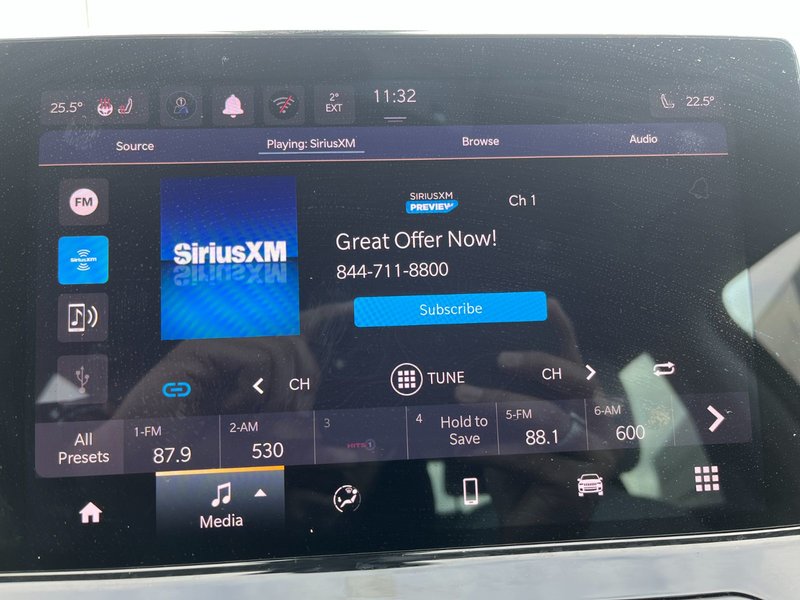 25.5°
1
2°
EXT
11:32
22.5°
Source
Playing: SiriusXM
Browse
Audio
FM
SiriusXM
SiriusXM
SIRIUSXM
PREVIEW
Ch 1
Great Offer Now!
844-711-8800
Subscribe
CH
TUNE
CH
All
Presets
1-FM
87.9
2-AM
530
3
HITS1
4
Hold to
Save
5-FM
88.1
6-AM
600
Media